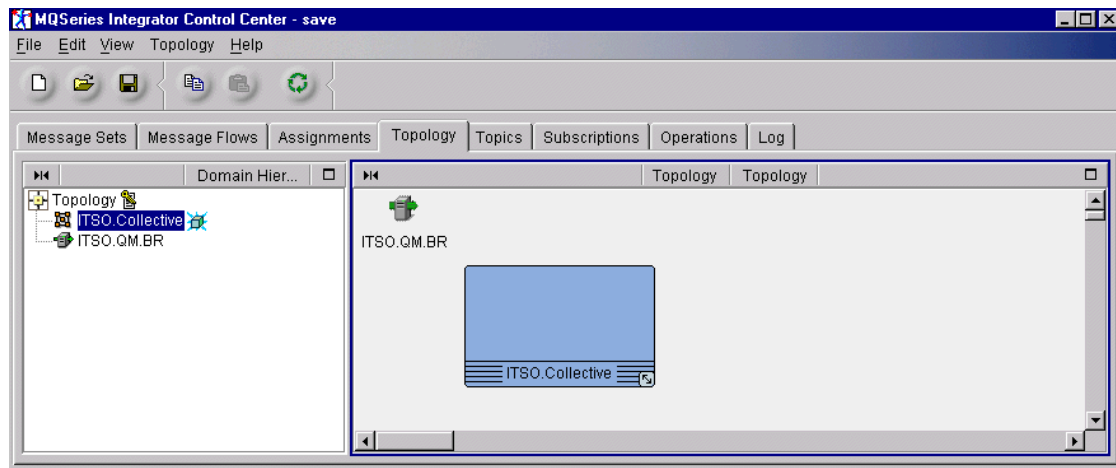 MQSeries Integrator Control Center - save
File Edit View Topology Help
Message Sets Message Flows Assignments Topology Topics Subscriptions Operations Log
Domain Hier... Topology Topology
Topology
ITSO.Collective
ITSO.QM.BR
ITSO.QM.BR
ITSO.Collective